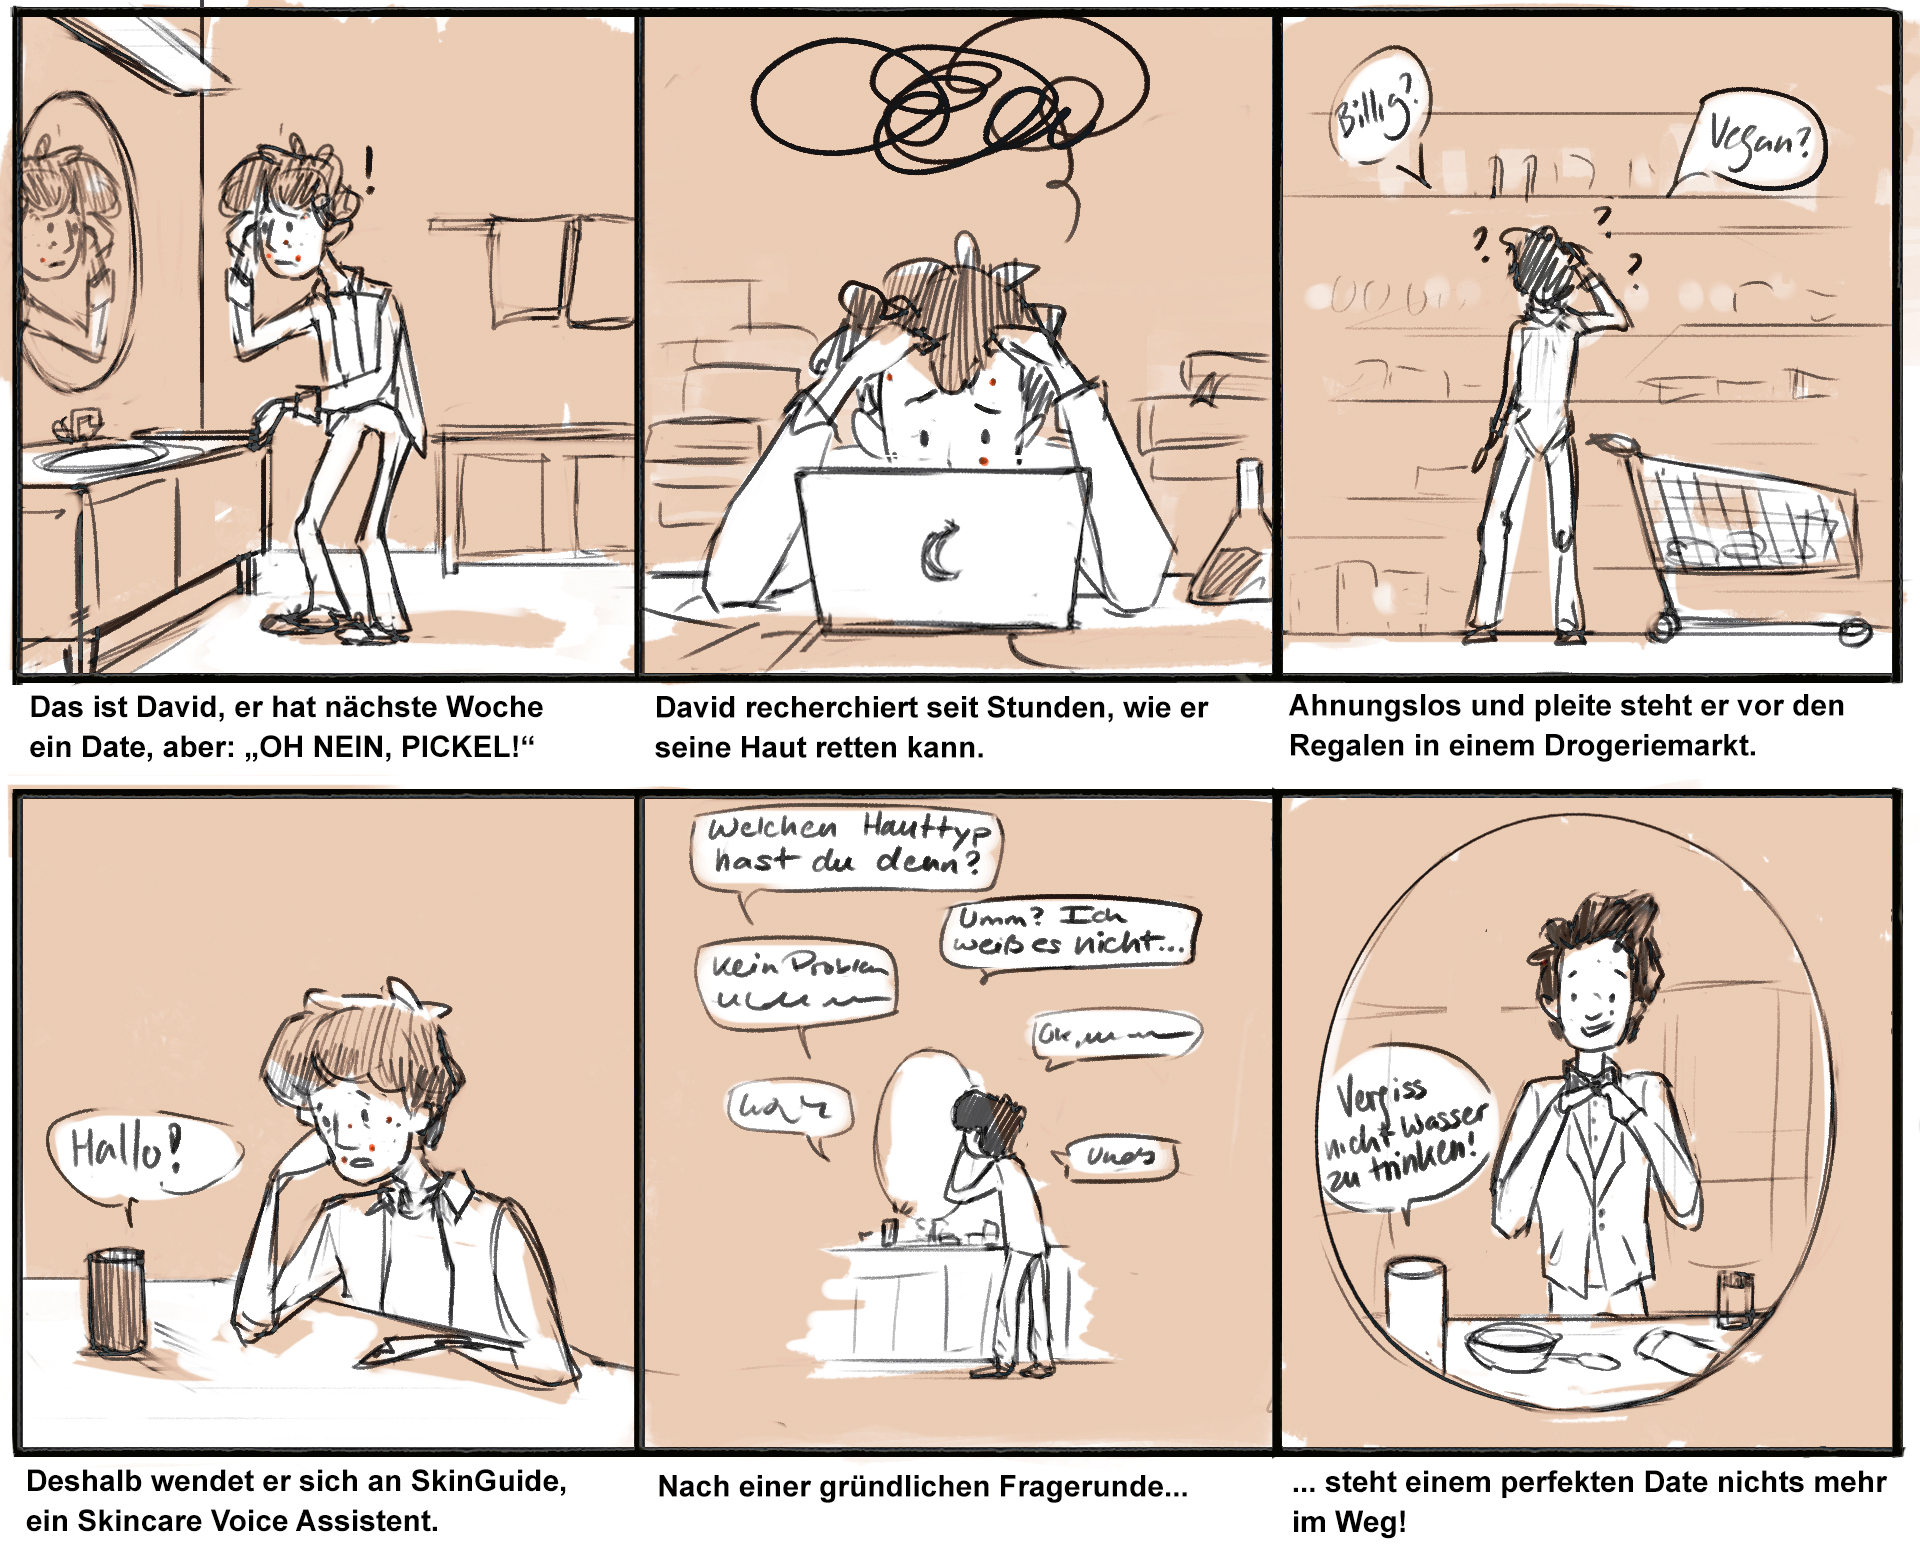 !
Billig?
Vegan?
?
?
?
Das ist David, er hat nächste Woche
ein Date, aber: „OH NEIN, PICKEL!“
David recherchiert seit Stunden, wie er
seine Haut retten kann.
Ahnungslos und pleite steht er vor den
Regalen in einem Drogeriemarkt.
Hallo!
Welchen Hauttyp
hast du denn?
Umm? Ich
weiß es nicht...
Kein Problem
Ok,
Vergiss
nicht Wasser
zu trinken!
Deshalb wendet er sich an SkinGuide,
ein Skincare Voice Assistent.
Nach einer gründlichen Fragerunde...
... steht einem perfekten Date nichts mehr
im Weg!